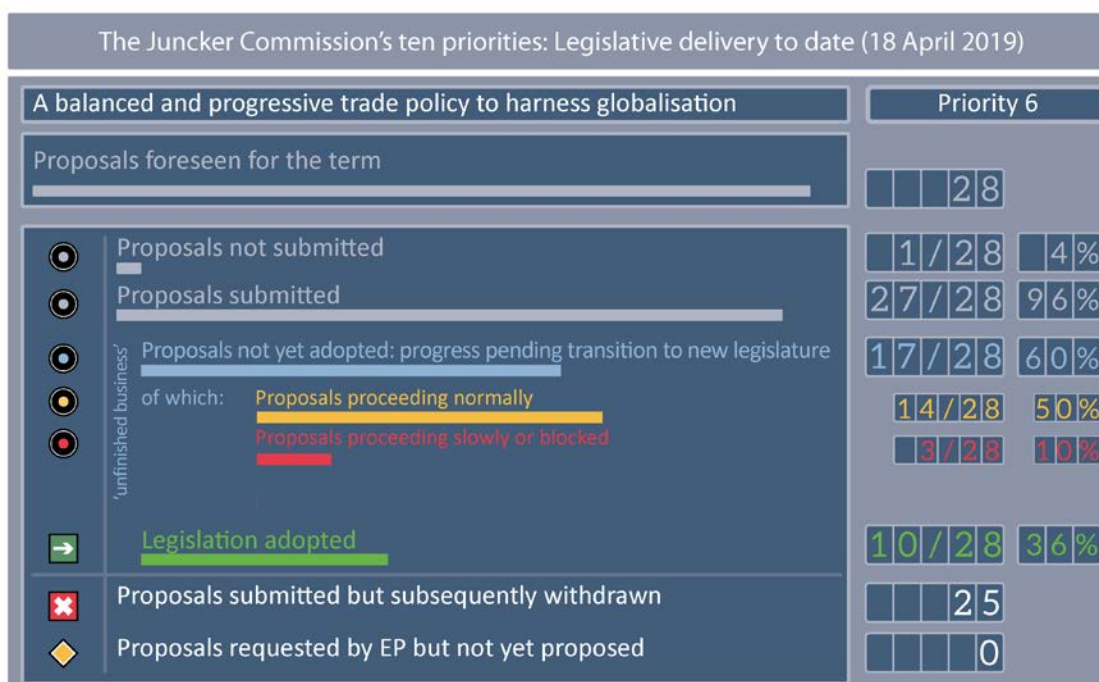 The Juncker Commission's ten priorities: Legislative delivery to date (18 April 2019)
A balanced and progressive trade policy to harness globalisation
Priority 6
Proposals foreseen for the term
28
Proposals not submitted
1/28 4%
Proposals submitted
27/28 96%
'unfinished business'
Proposals not yet adopted: progress pending transition to new legislature
17/28 60%
of which: Proposals proceeding normally
14/28 50%
Proposals proceeding slowly or blocked
3/28 10%
Legislation adopted
10/28 36%
Proposals submitted but subsequently withdrawn
25
Proposals requested by EP but not yet proposed
0